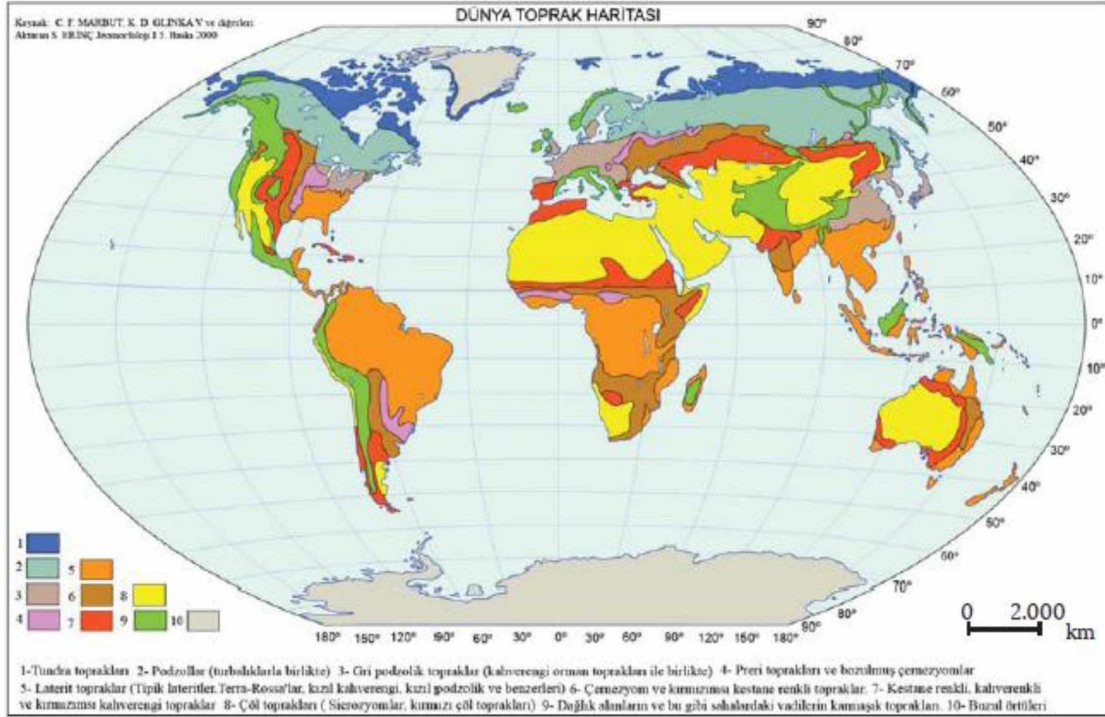 DÜNYA TOPRAK HARİTASI
Kaynak: C. F. MARBUT, K. D. GLINKA V ve diğerleri
Aktaran S. ERİNÇ Jeomorfoloji I 5. Baskı 2000
90°
80°
70°
60°
50°
40°
30°
20°
10°
0°
10°
20°
30°
40°
50°
60°
70°
80°
90°
1
2 5
3 6 8
4 7 9 10
180° 150° 120° 90° 60° 30° 0° 30° 60° 90° 120° 150° 180°
0 2.000
km
1-Tundra toprakları 2- Podzollar (turbalıklarla birlikte) 3- Gri podzolik topraklar (kahverengi orman toprakları ile birlikte) 4- Preri toprakları ve bozulmuş çernezyomlar
5- Laterit topraklar (Tipik lateritler,Terra-Rossa'lar, kızıl kahverengi, kızıl podzolik ve benzerleri) 6- Çernezyom ve kırmızımsı kestane renkli topraklar. 7- Kestane renkli, kahverenkli
ve kırmızımsı kahverengi topraklar 8- Çöl toprakları ( Sierozyomlar, kırmızı çöl toprakları) 9- Dağlık alanların ve bu gibi sahalardaki vadilerin karmaşık toprakları. 10- Buzul örtüleri